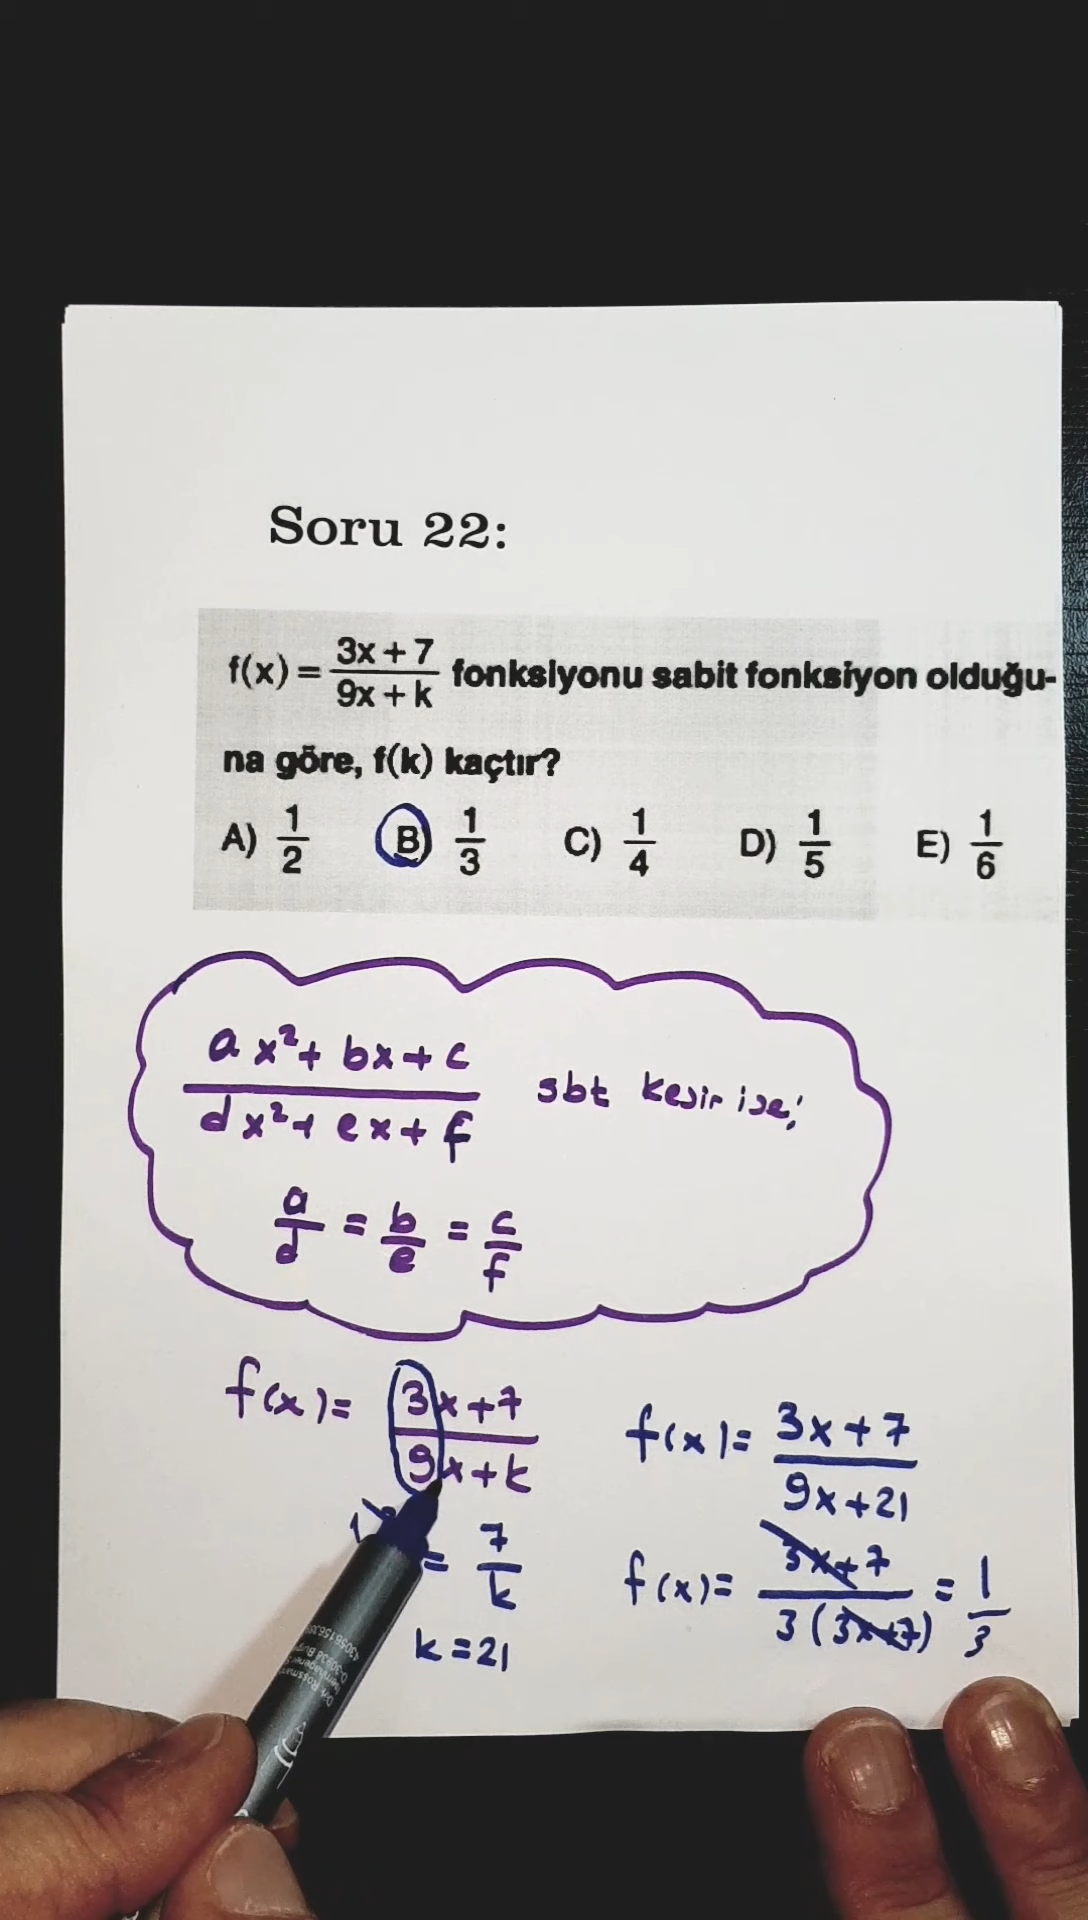 Soru 22:
f(x) = (3x + 7)/(9x + k) fonksiyonu sabit fonksiyon olduğu-
na göre, f(k) kaçtır?
A) 1/2 B) 1/3 C) 1/4 D) 1/5 E) 1/6
(ax² + bx + c)/(dx² + ex + f) sbt kesir ise;
a/d = b/e = c/f
f(x) = (3x + 7)/(9x + k)
= 7/k
k = 21
f(x) = (3x + 7)/(9x + 21)
f(x) = (3x + 7)/(3(3x + 7)) = 1/3